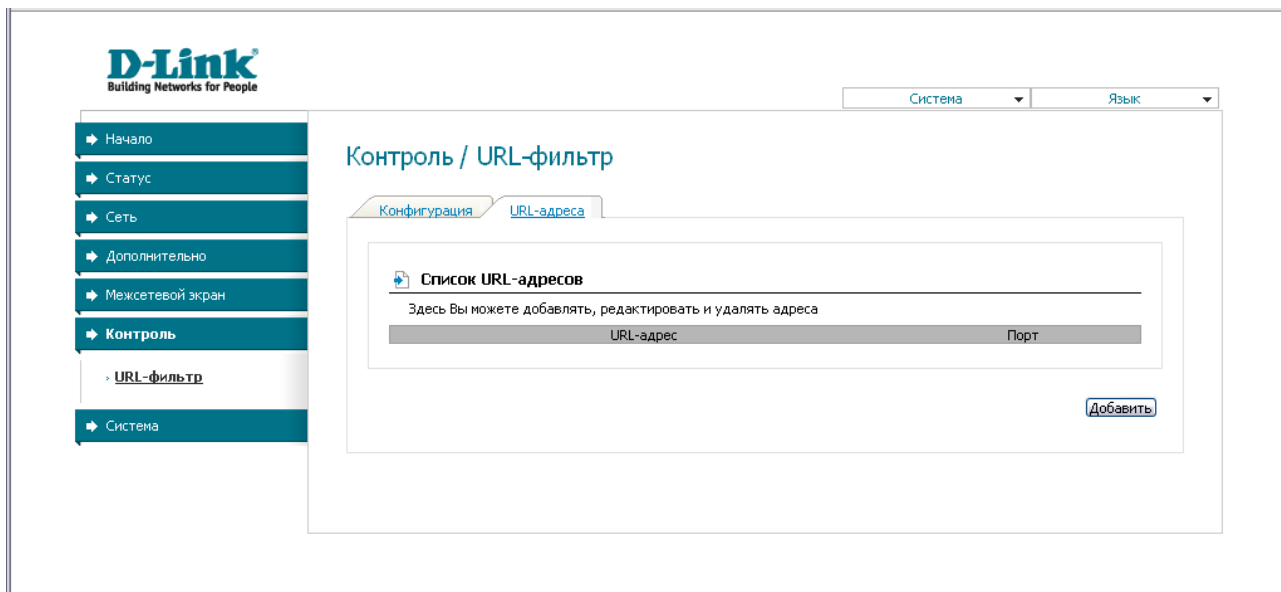 D-Link
Building Networks for People
Система
Язык
Начало
Статус
Сеть
Дополнительно
Межсетевой экран
Контроль
URL-фильтр
Система
Контроль / URL-фильтр
Конфигурация
URL-адреса
Список URL-адресов
Здесь Вы можете добавлять, редактировать и удалять адреса
URL-адрес Порт
Добавить